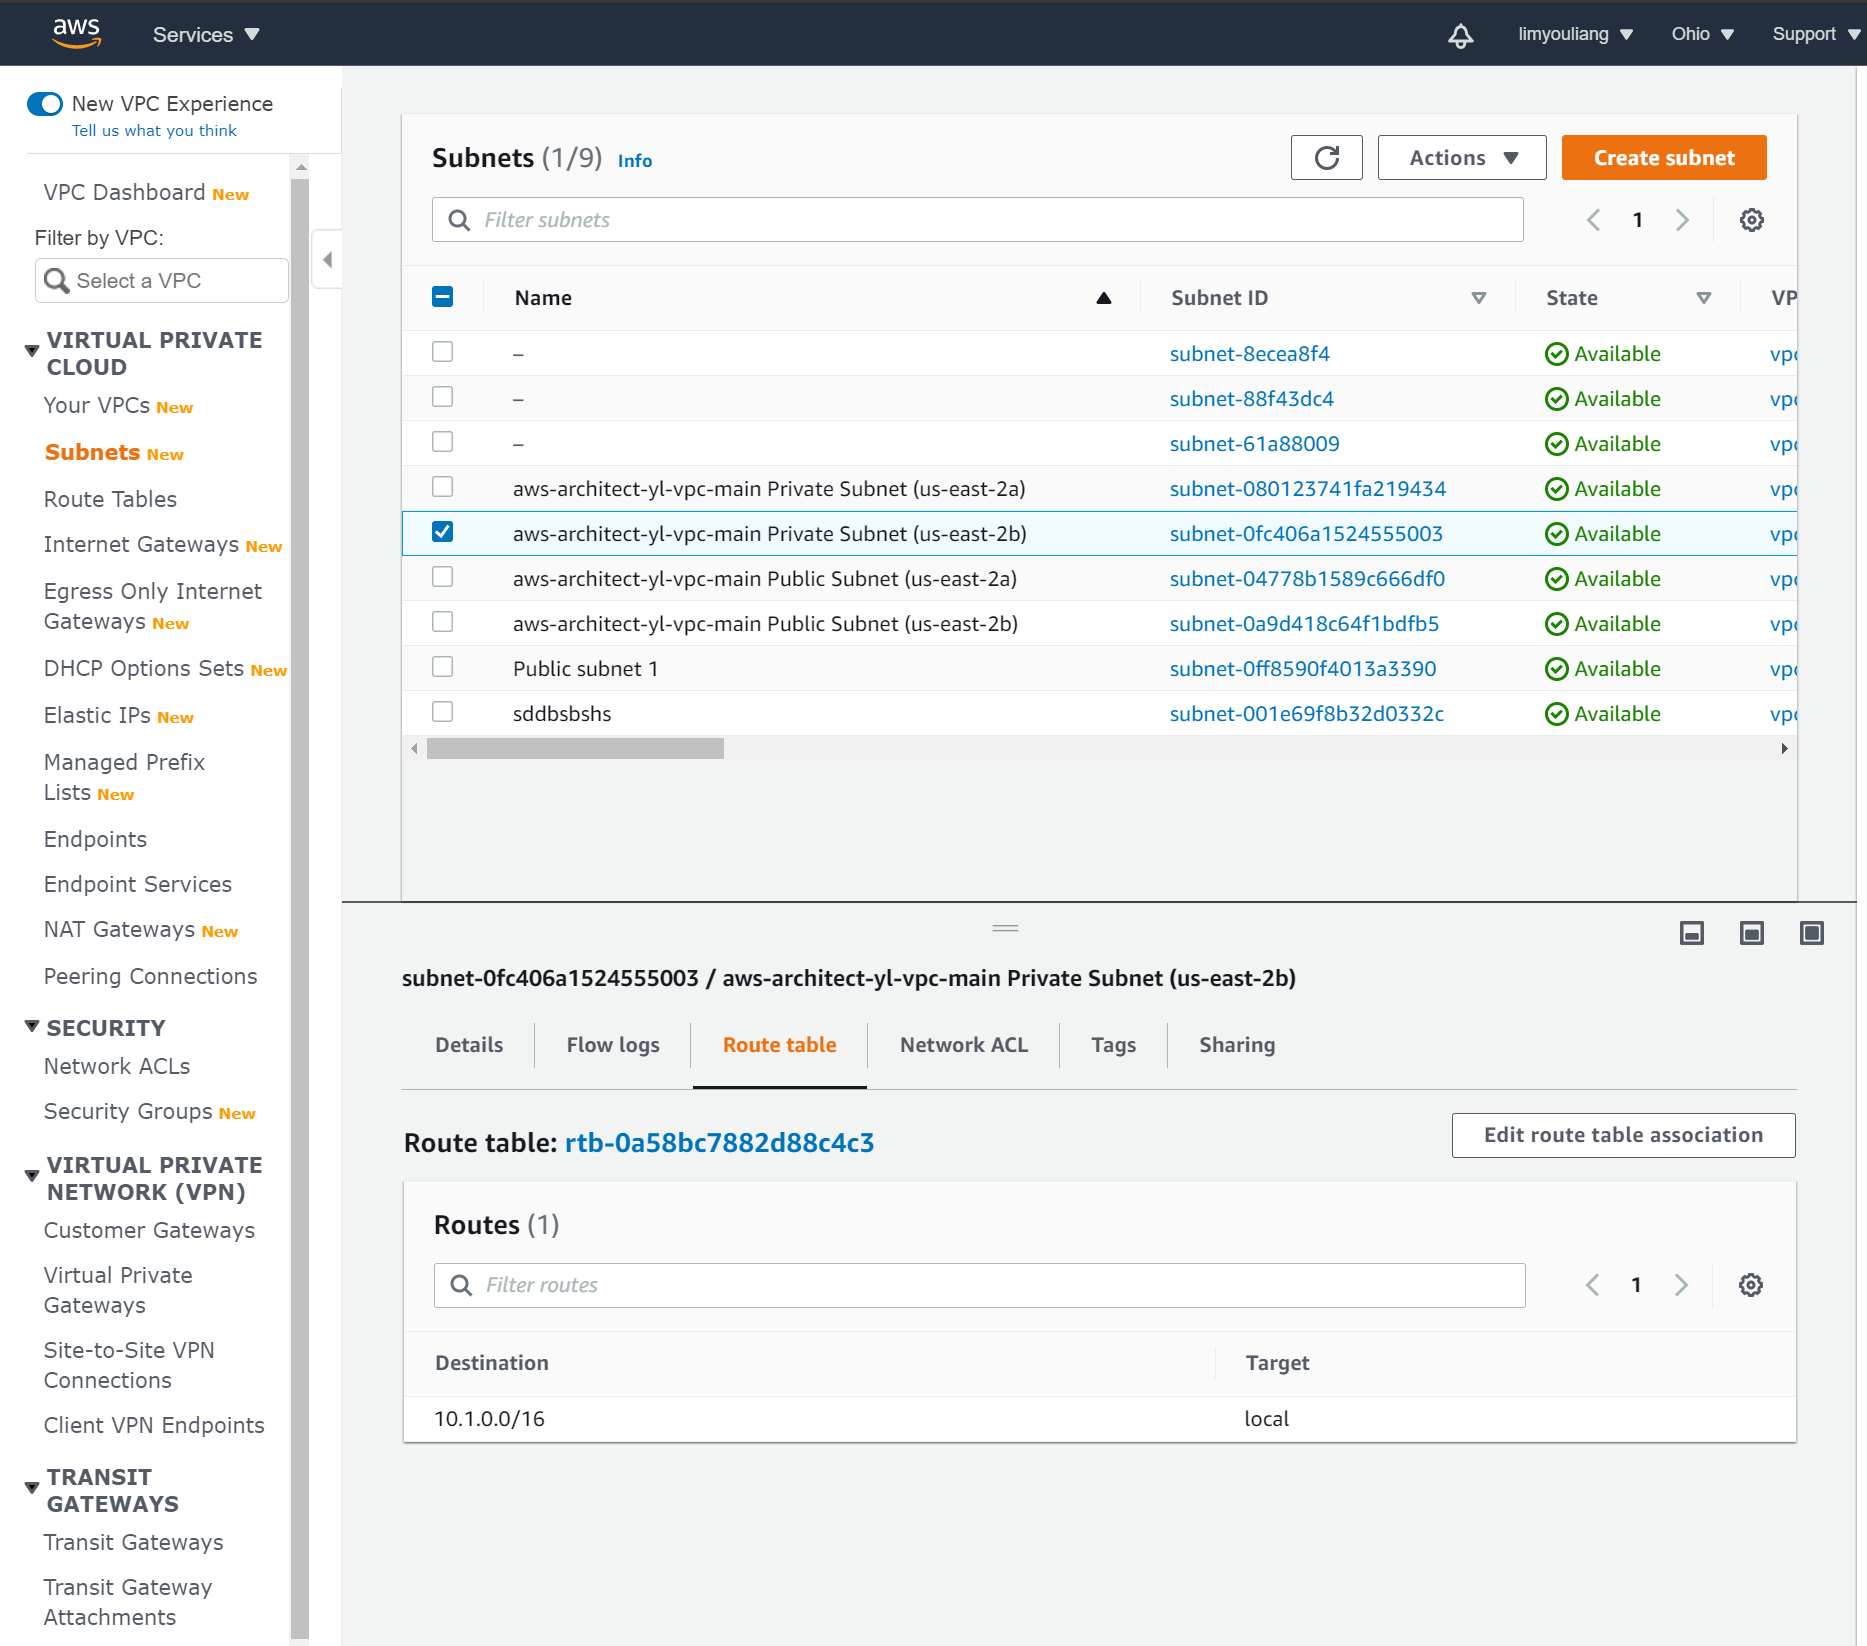 aws
Services
limyouliang
Ohio
Support
New VPC Experience
Tell us what you think
VPC Dashboard New
Filter by VPC:
Select a VPC
VIRTUAL PRIVATE
CLOUD
Your VPCs New
Subnets New
Route Tables
Internet Gateways New
Egress Only Internet
Gateways New
DHCP Options Sets New
Elastic IPs New
Managed Prefix
Lists New
Endpoints
Endpoint Services
NAT Gateways New
Peering Connections
SECURITY
Network ACLs
Security Groups New
VIRTUAL PRIVATE
NETWORK (VPN)
Customer Gateways
Virtual Private
Gateways
Site-to-Site VPN
Connections
Client VPN Endpoints
TRANSIT
GATEWAYS
Transit Gateways
Transit Gateway
Attachments
Subnets (1/9) Info
Actions
Create subnet
Filter subnets
1
Name Subnet ID State VP
– subnet-8ecea8f4 Available vpc
– subnet-88f43dc4 Available vpc
– subnet-61a88009 Available vpc
aws-architect-yl-vpc-main Private Subnet (us-east-2a) subnet-080123741fa219434 Available vpc
aws-architect-yl-vpc-main Private Subnet (us-east-2b) subnet-0fc406a1524555003 Available vpc
aws-architect-yl-vpc-main Public Subnet (us-east-2a) subnet-04778b1589c666df0 Available vpc
aws-architect-yl-vpc-main Public Subnet (us-east-2b) subnet-0a9d418c64f1bdfb5 Available vpc
Public subnet 1 subnet-0ff8590f4013a3390 Available vpc
sddbsbshs subnet-001e69f8b32d0332c Available vpc
subnet-0fc406a1524555003 / aws-architect-yl-vpc-main Private Subnet (us-east-2b)
Details Flow logs Route table Network ACL Tags Sharing
Route table: rtb-0a58bc7882d88c4c3
Edit route table association
Routes (1)
Filter routes
1
Destination Target
10.1.0.0/16 local